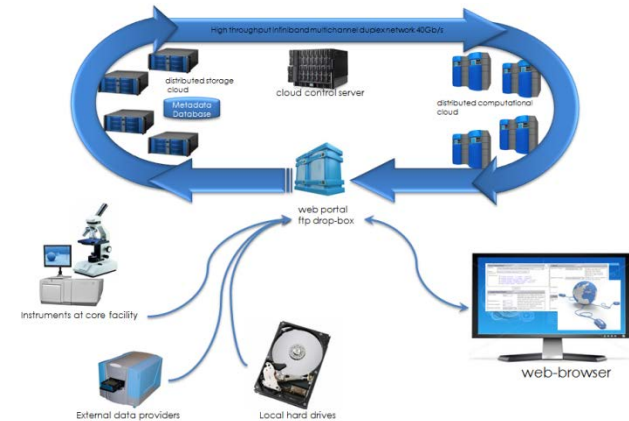 High throughput infiniband multichannel duplex network 40Gb/s
distributed storage
cloud
Metadata
Database
cloud control server
distributed computational
cloud
web portal
ftp drop-box
Instruments at core facility
External data providers
Local hard drives
web-browser